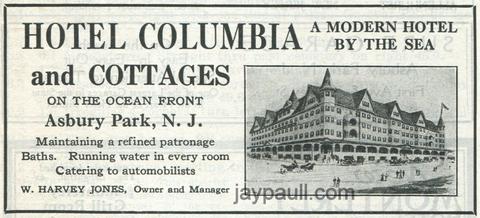 HOTEL COLUMBIA
and COTTAGES
A MODERN HOTEL
BY THE SEA
ON THE OCEAN FRONT
Asbury Park, N. J.
Maintaining a refined patronage
Baths. Running water in every room
Catering to automobilists
W. HARVEY JONES, Owner and Manager
jaypaull.com